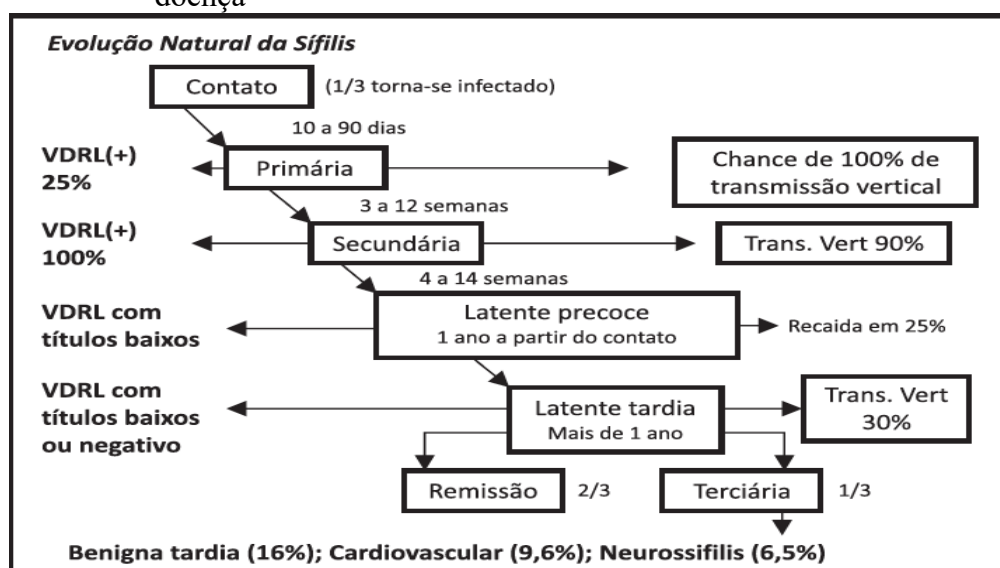 doença
Evolução Natural da Sífilis
Contato
(1/3 torna-se infectado)
10 a 90 dias
VDRL(+)
25%
Primária
Chance de 100% de
transmissão vertical
3 a 12 semanas
VDRL(+)
100%
Secundária
Trans. Vert 90%
4 a 14 semanas
VDRL com
títulos baixos
Latente precoce
1 ano a partir do contato
Recaida em 25%
VDRL com
títulos baixos
ou negativo
Latente tardia
Mais de 1 ano
Trans. Vert
30%
Remissão
2/3
Terciária
1/3
Benigna tardia (16%); Cardiovascular (9,6%); Neurossifilis (6,5%)